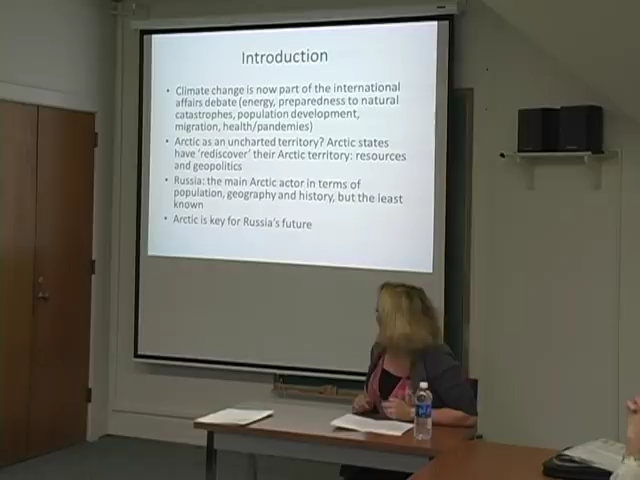 Introduction
• Climate change is now part of the international
affairs debate (energy, preparedness to natural
catastrophes, population development,
migration, health/pandemies)
• Arctic as an uncharted territory? Arctic states
have ‘rediscover’ their Arctic territory: resources
and geopolitics
• Russia: the main Arctic actor in terms of
population, geography and history, but the least
known
• Arctic is key for Russia’s future